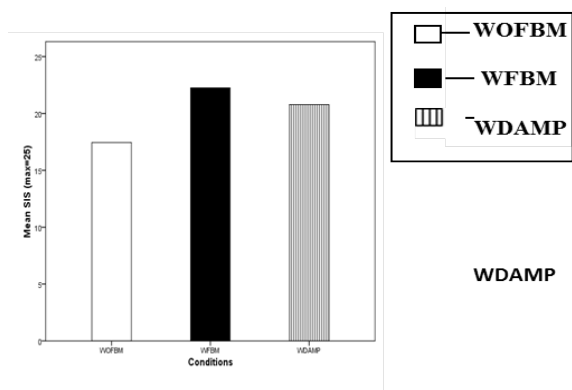 WOFBM
WFBM
WDAMP
25
20
15
10
5
0
Mean SIS (max=25)
WOFBM WFBM WDAMP
Conditions
WDAMP